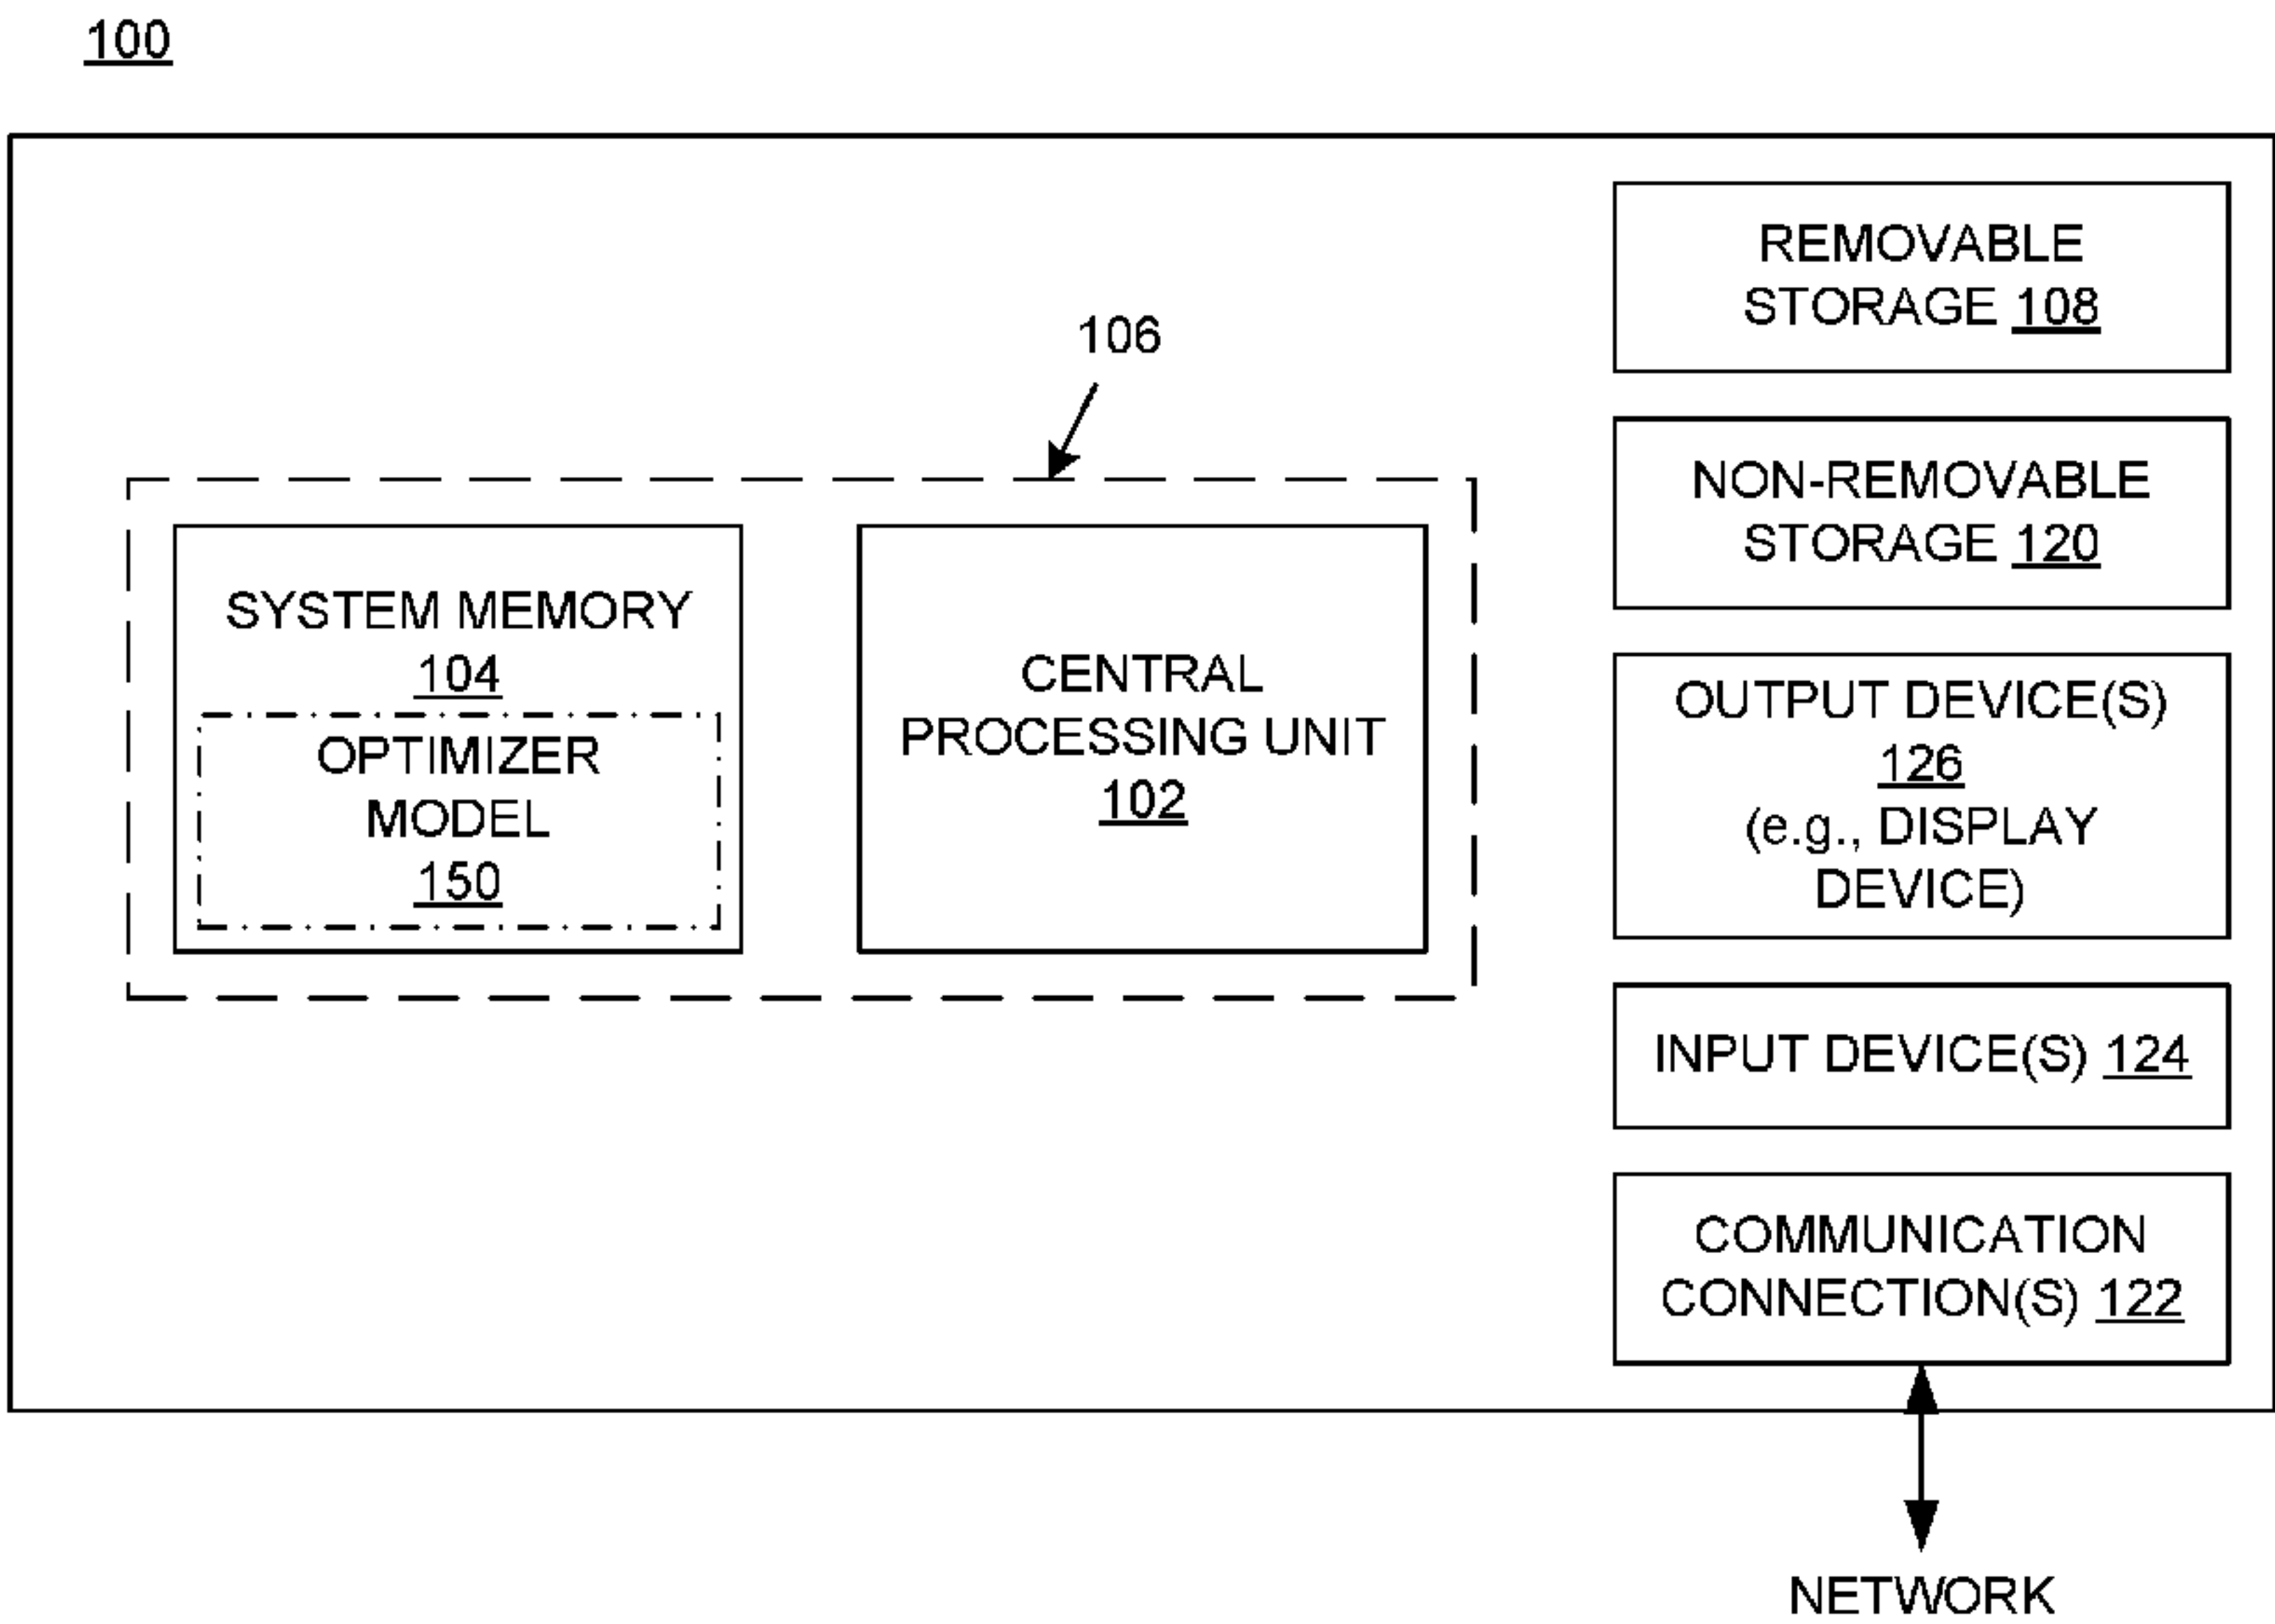 100
106
SYSTEM MEMORY
104
OPTIMIZER
MODEL
150
CENTRAL
PROCESSING UNIT
102
REMOVABLE
STORAGE 108
NON-REMOVABLE
STORAGE 120
OUTPUT DEVICE(S)
126
(e.g., DISPLAY
DEVICE)
INPUT DEVICE(S) 124
COMMUNICATION
CONNECTION(S) 122
NETWORK